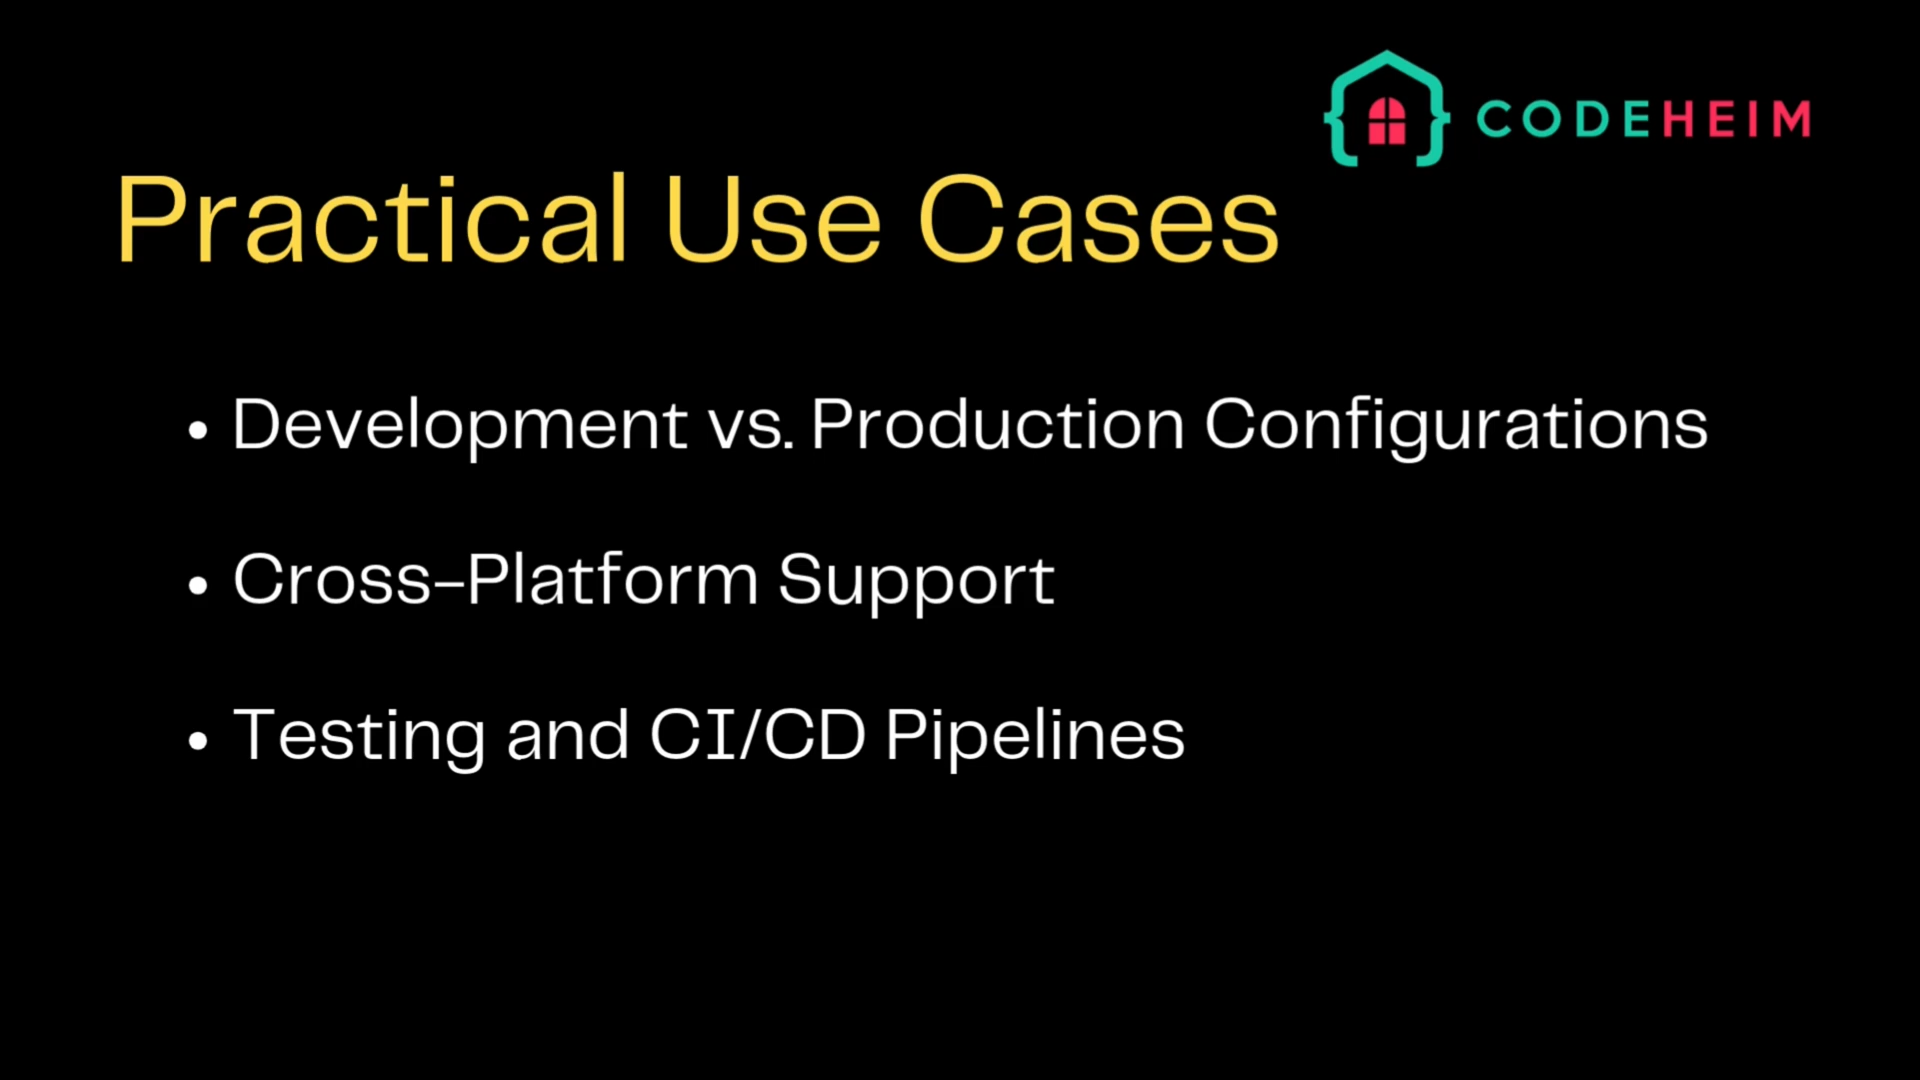 CODEHEIM
Practical Use Cases
• Development vs. Production Configurations
• Cross-Platform Support
• Testing and CI/CD Pipelines